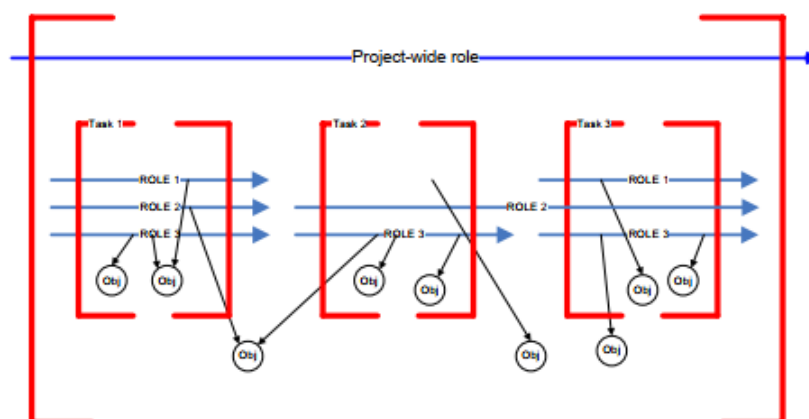 Project-wide role
Task 1
Task 2
Task 3
ROLE 1
ROLE 1
ROLE 2
ROLE 2
ROLE 3
ROLE 3
ROLE 3
Obj
Obj
Obj
Obj
Obj
Obj
Obj
Obj
Obj